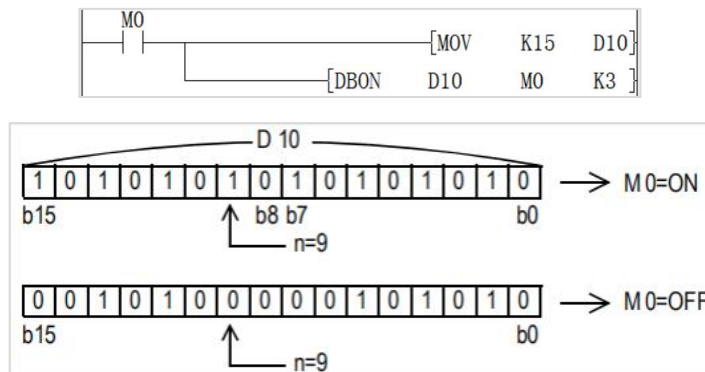 M0
[MOV K15 D10]
[DBON D10 M0 K3 ]
D 10
1 0 1 0 1 0 1 0 1 0 1 0 1 0 1 0 M0=ON
b15 b8 b7 b0
n=9
0 0 1 0 1 0 0 0 0 0 1 0 1 0 1 0 M0=OFF
b15 b0
n=9